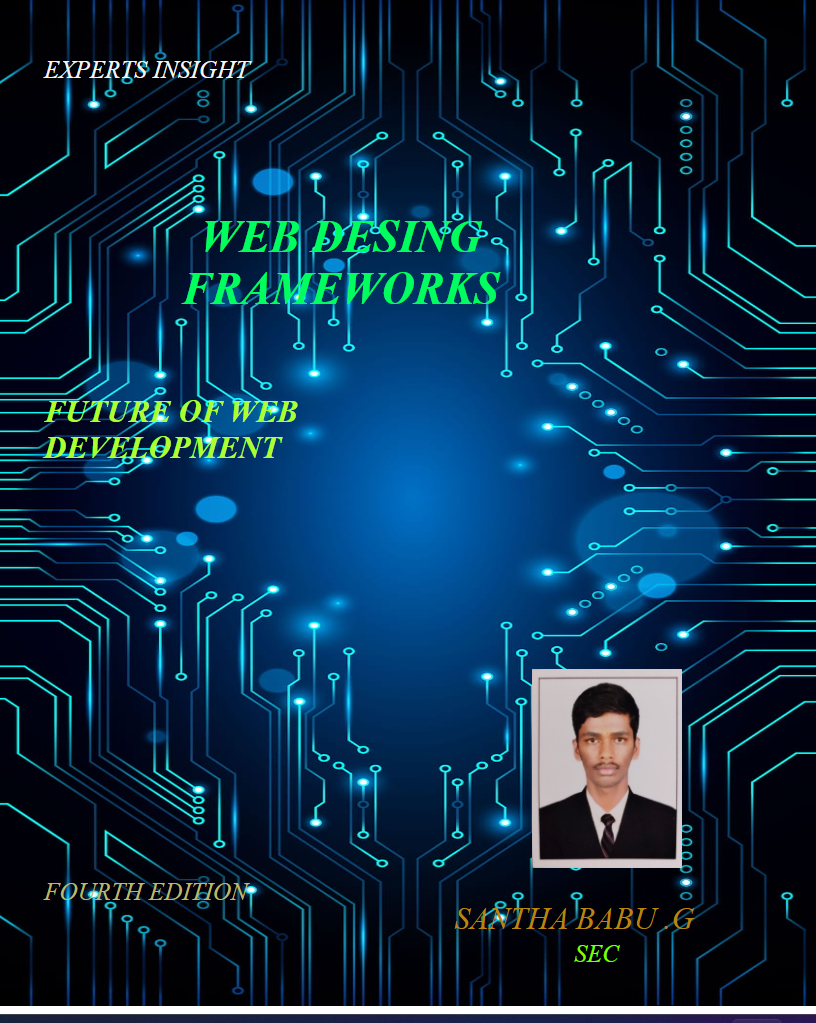 EXPERTS INSIGHT
WEB DESING
FRAMEWORKS
FUTURE OF WEB
DEVELOPMENT
FOURTH EDITION
SANTHA BABU .G
SEC